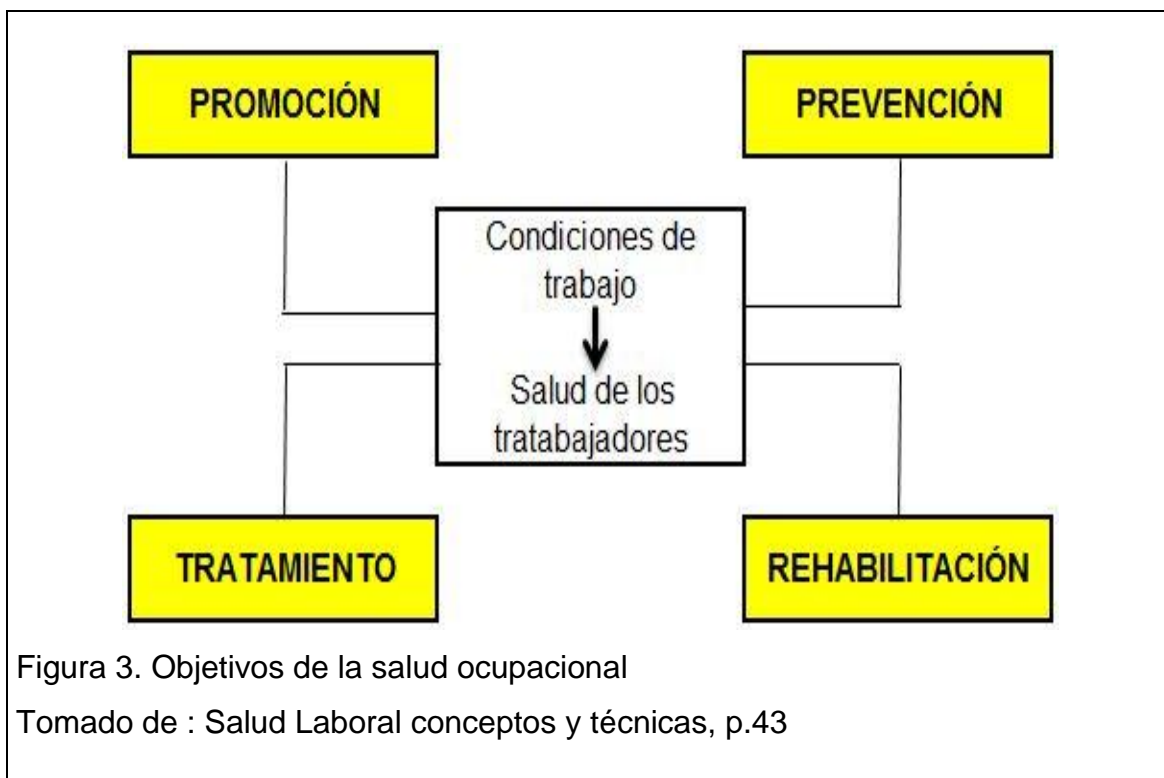 PROMOCIÓN
PREVENCIÓN
Condiciones de
trabajo
Salud de los
tratabajadores
TRATAMIENTO
REHABILITACIÓN
Figura 3. Objetivos de la salud ocupacional
Tomado de : Salud Laboral conceptos y técnicas, p.43